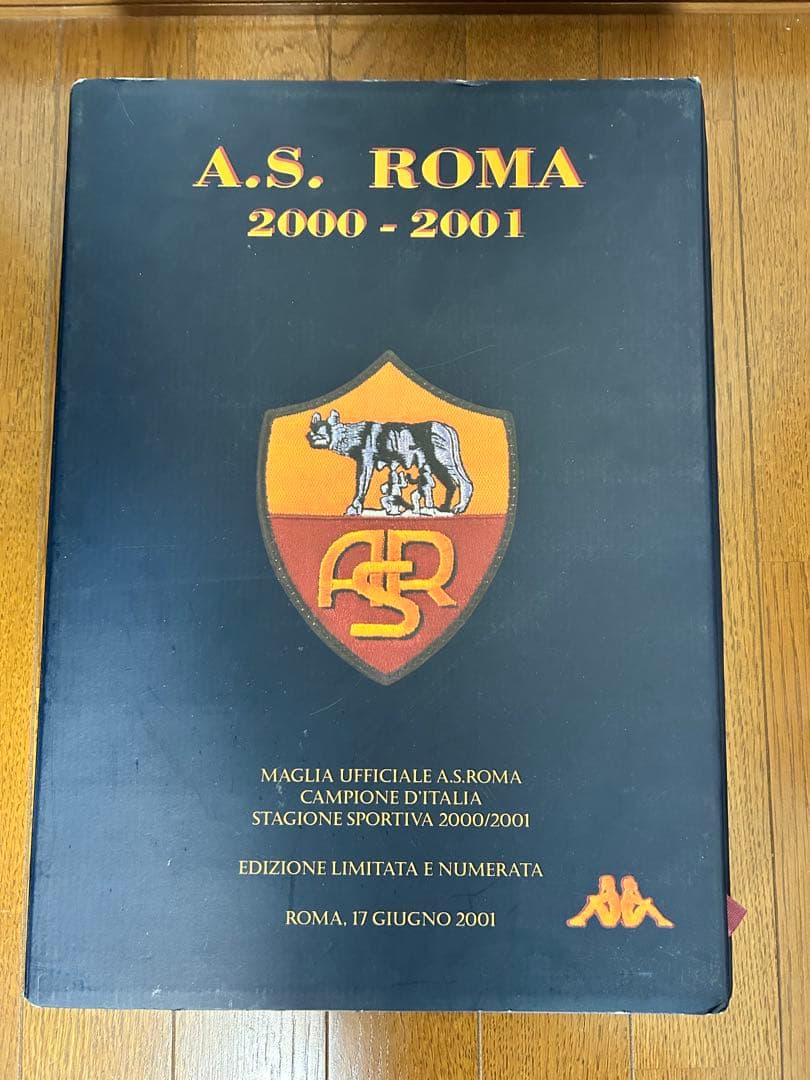 A.S. ROMA
2000 - 2001
ASR
MAGLIA UFFICIALE A.S.ROMA
CAMPIONE D'ITALIA
STAGIONE SPORTIVA 2000/2001
EDIZIONE LIMITATA E NUMERATA
ROMA, 17 GIUGNO 2001